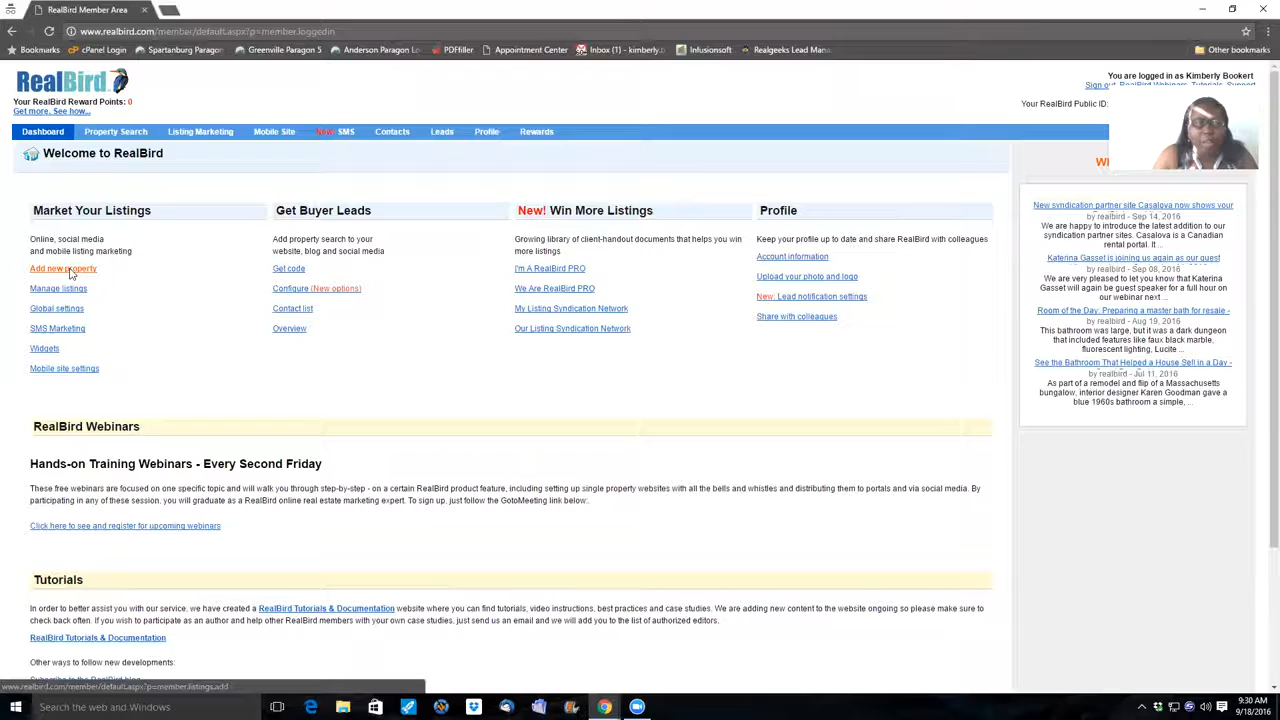 RealBird Member Area
www.realbird.com/member/default.aspx?p=member.loggedin
Bookmarks cPanel Login Spartanburg Paragon Greenville Paragon 5 Anderson Paragon Lo PDFfiller Appointment Center Inbox (1) - kimberly.b Infusionsoft Realgeeks Lead Mana Other bookmarks
RealBird
You are logged in as Kimberly Bookert
Sign out RealBird Webinars Tutorials Support
Your RealBird Reward Points: 0
Get more. See how...
Your RealBird Public ID:
Dashboard Property Search Listing Marketing Mobile Site New! SMS Contacts Leads Profile Rewards
Welcome to RealBird
Market Your Listings
Online, social media
and mobile listing marketing
Add new property
Manage listings
Global settings
SMS Marketing
Widgets
Mobile site settings
Get Buyer Leads
Add property search to your
website, blog and social media
Get code
Configure (New options)
Contact list
Overview
New! Win More Listings
Growing library of client-handout documents that helps you win
more listings
I'm A RealBird PRO
We Are RealBird PRO
My Listing Syndication Network
Our Listing Syndication Network
Profile
Keep your profile up to date and share RealBird with colleagues
Account information
Upload your photo and logo
New: Lead notification settings
Share with colleagues
New syndication partner site Casalova now shows your
by realbird - Sep 14, 2016
We are happy to introduce the latest addition to our
syndication partner sites. Casalova is a Canadian
rental portal. It ...
Katerina Gasset is joining us again as our guest
by realbird - Sep 08, 2016
We are very pleased to let you know that Katerina
Gasset will again be guest speaker for a full hour on
our webinar next ...
Room of the Day: Preparing a master bath for resale -
by realbird - Aug 19, 2016
This bathroom was large, but it was a dark dungeon
that included features like faux black marble,
fluorescent lighting, Lucite ...
See the Bathroom That Helped a House Sell in a Day -
by realbird - Jul 11, 2016
As part of a remodel and flip of a Massachusetts
bungalow, interior designer Karen Goodman gave a
blue 1960s bathroom a simple, ...
RealBird Webinars
Hands-on Training Webinars - Every Second Friday
These free webinars are focused on one specific topic and will walk you through step-by-step - on a certain RealBird product feature, including setting up single property websites with all the bells and whistles and distributing them to portals and via social media. By
participating in any of these session, you will graduate as a RealBird online real estate marketing expert. To sign up, just follow the GotoMeeting link below:
Click here to see and register for upcoming webinars
Tutorials
In order to better assist you with our service, we have created a RealBird Tutorials & Documentation website where you can find tutorials, video instructions, best practices and case studies. We are adding new content to the website ongoing so please make sure to
check back often. If you wish to participate as an author and help other RealBird members with your own case studies, just send us an email and we will add you to the list of authorized editors.
RealBird Tutorials & Documentation
Other ways to follow new developments:
Subscribe to the RealBird blog
www.realbird.com/member/default.aspx?p=member.listings.add
Search the web and Windows
9:30 AM
9/18/2016